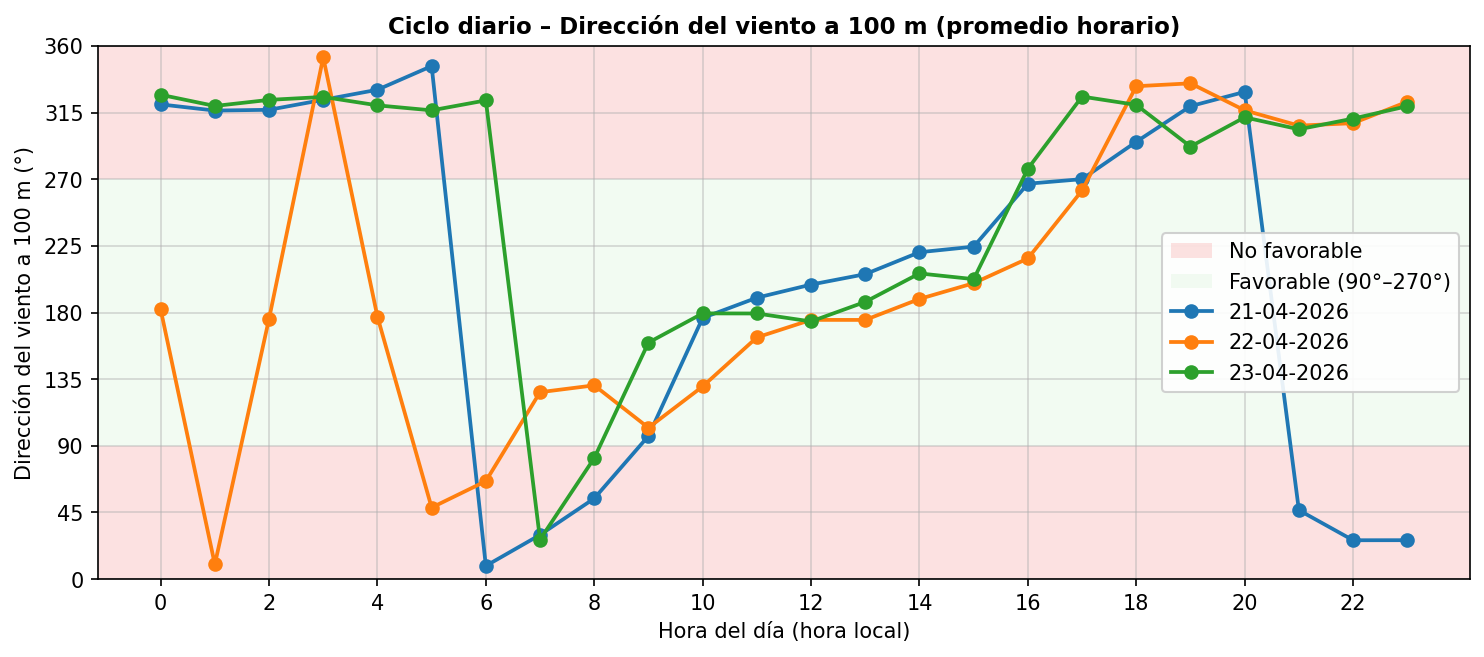 Ciclo diario – Dirección del viento a 100 m (promedio horario)
Dirección del viento a 100 m (°)
360
315
270
225
180
135
90
45
0
No favorable
Favorable (90°–270°)
21-04-2026
22-04-2026
23-04-2026
0 2 4 6 8 10 12 14 16 18 20 22
Hora del día (hora local)